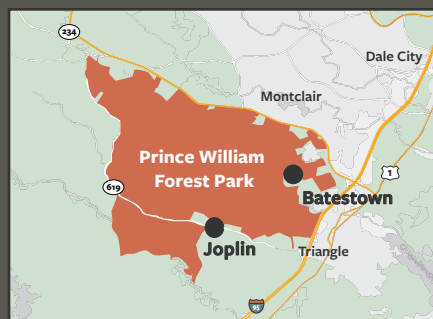 234
Dale City
Montclair
Prince William
Forest Park
1
619
Batestown
Joplin
Triangle
95